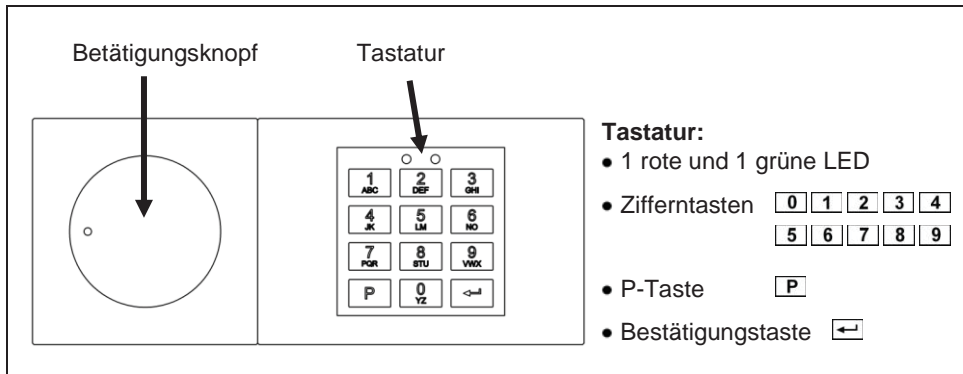 Betätigungsknopf Tastatur
1 2 3
ABC DEF GHI
4 5 6
JK LM NO
7 8 9
PQR STU VWX
P 0 ↵
YZ
Tastatur:
• 1 rote und 1 grüne LED
• Zifferntasten 0 1 2 3 4
5 6 7 8 9
• P-Taste P
• Bestätigungstaste ↵